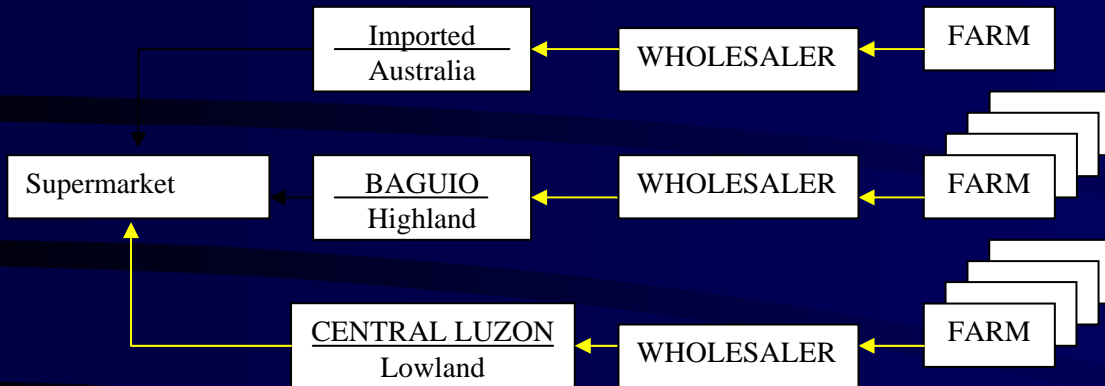 Imported
Australia
WHOLESALER
FARM
Supermarket
BAGUIO
Highland
WHOLESALER
FARM
CENTRAL LUZON
Lowland
WHOLESALER
FARM